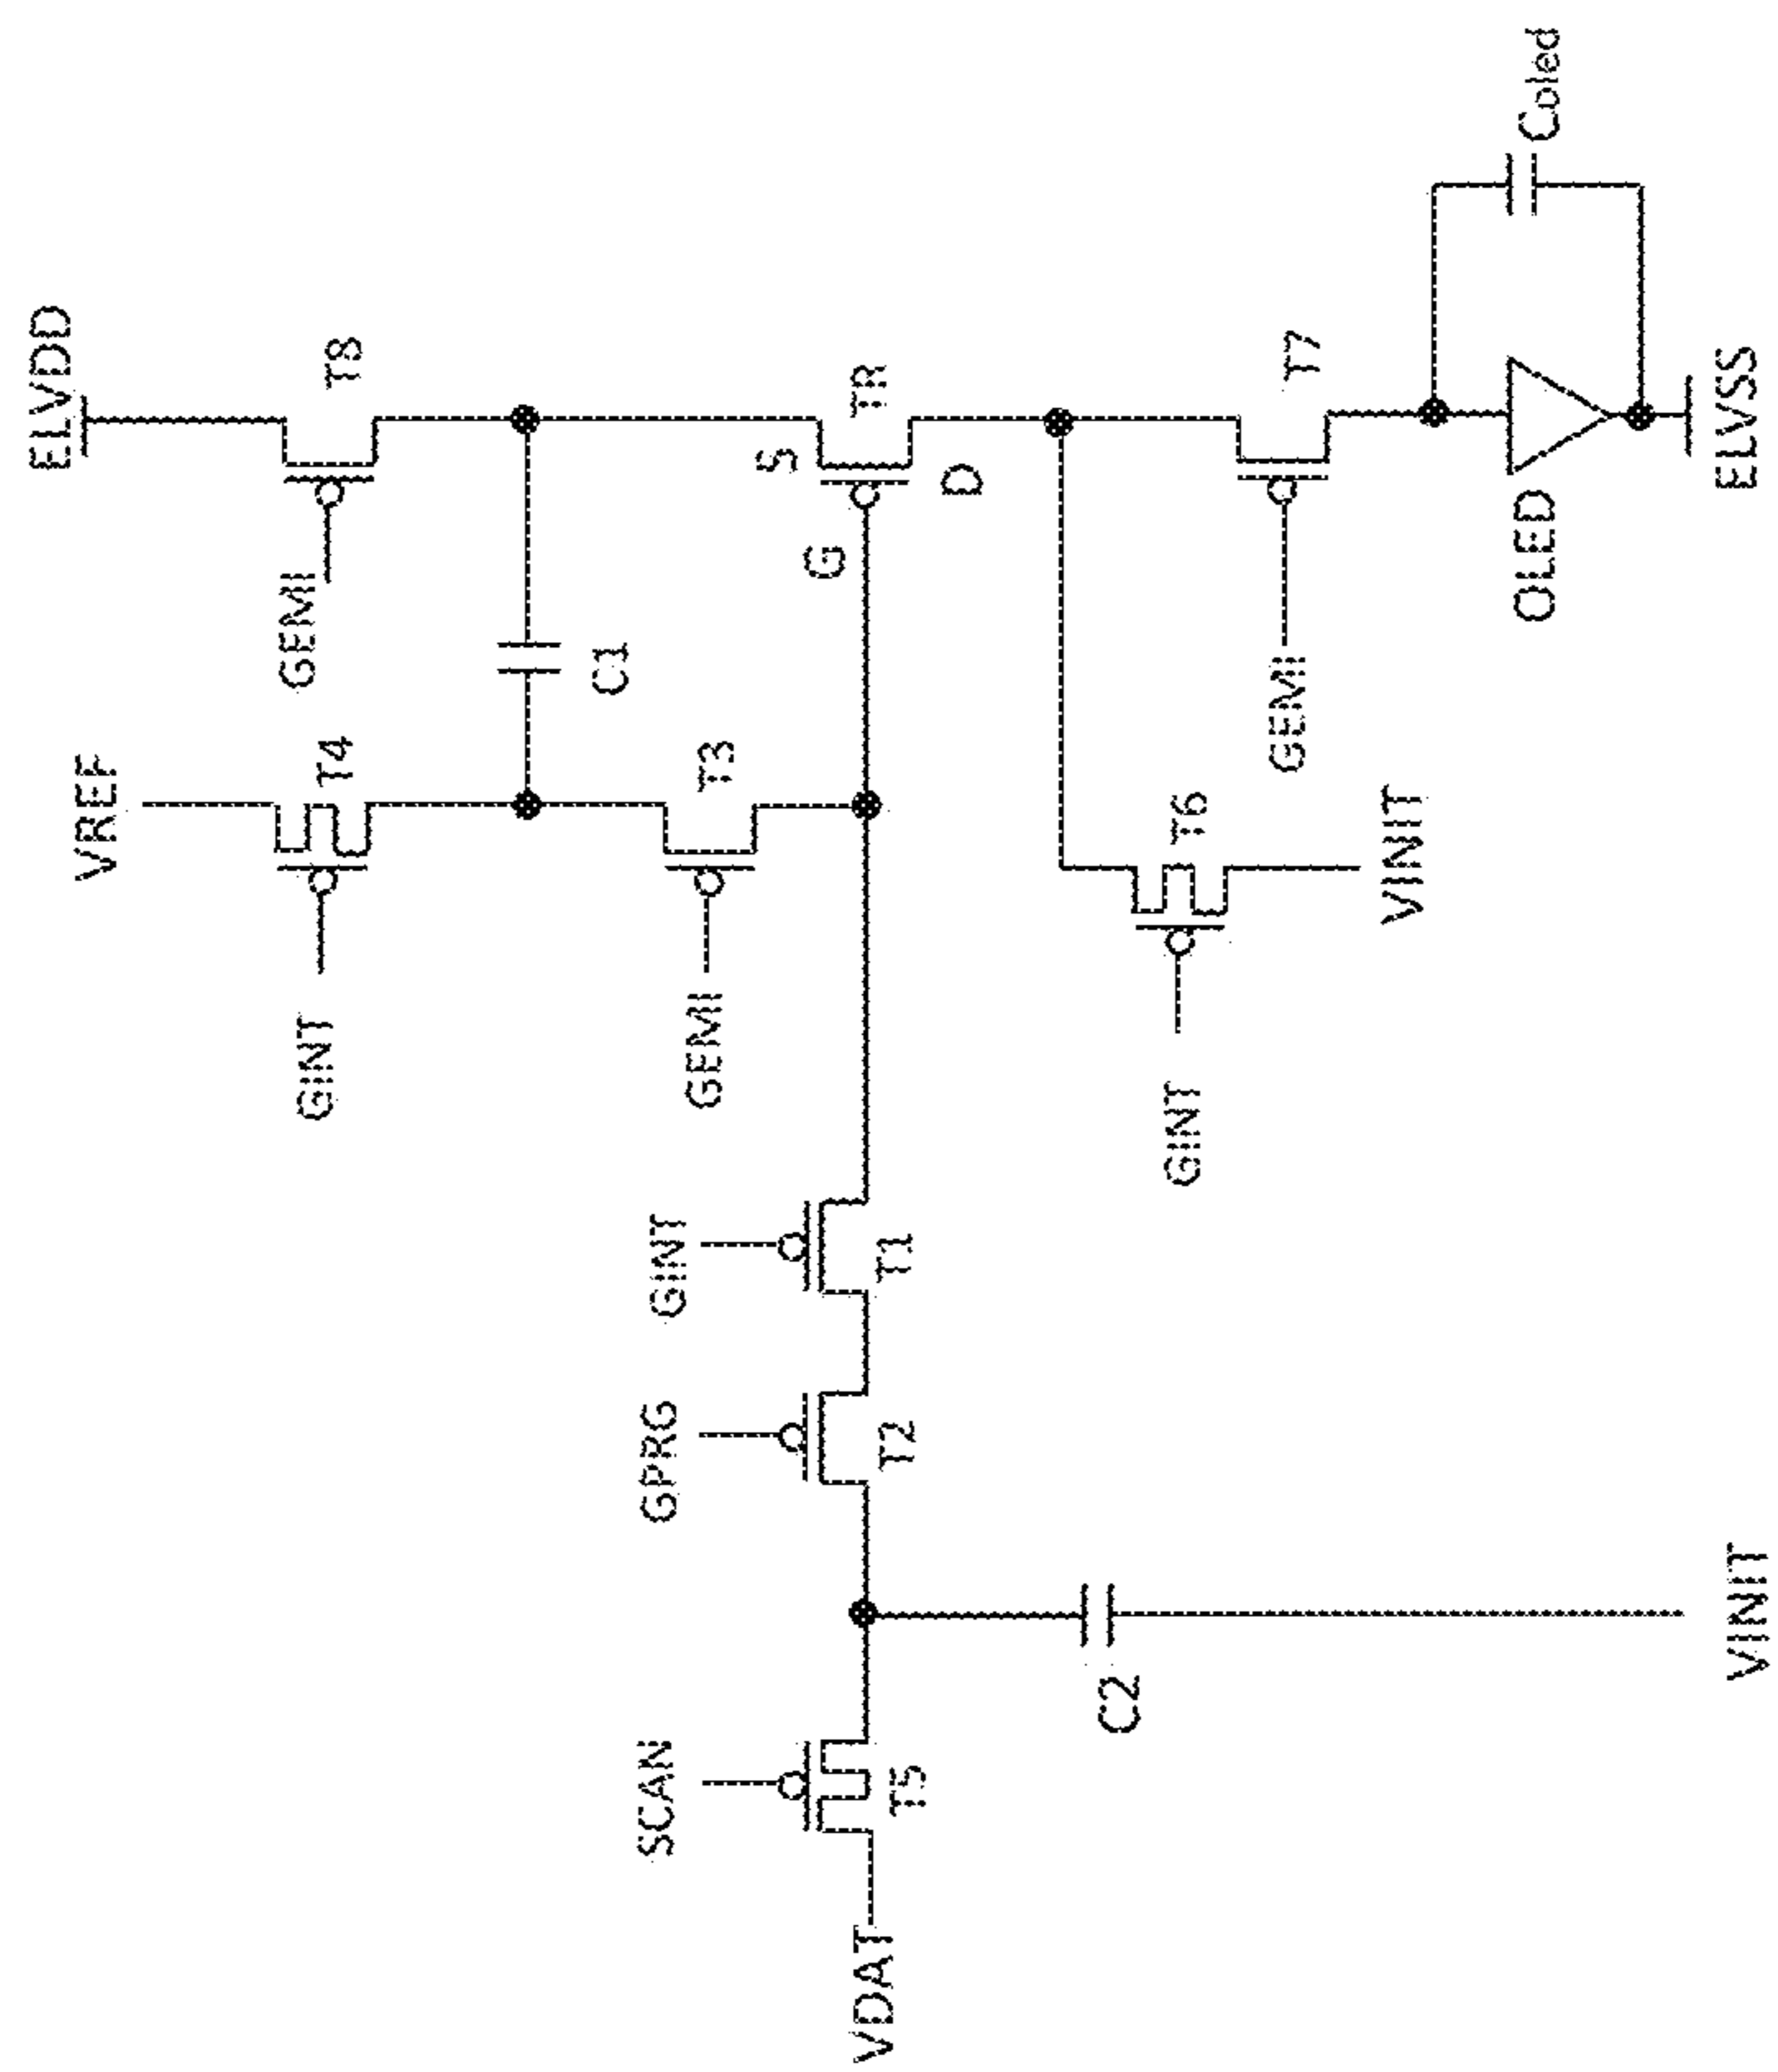 ELVDD
T8
GEMI
VREF
T4
GINT
C1
T3
GEMI
S
TR
G
D
GINT
T1
GPRG
T2
SCAN
T5
VDAT
C2
VINIT
T6
GINT
VINIT
T7
GEMI
OLED
Coled
ELVSS